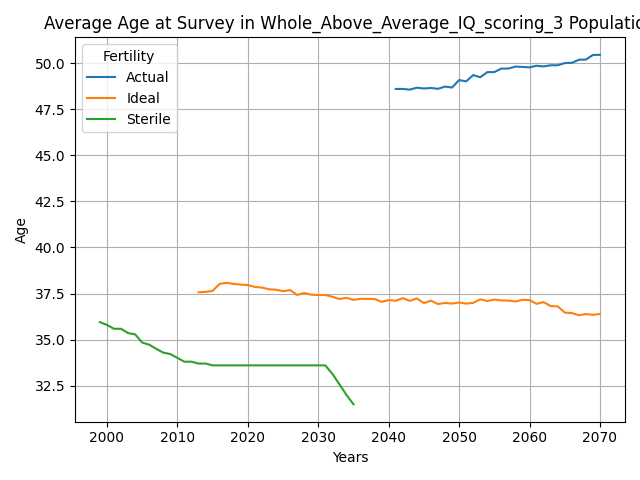 Average Age at Survey in Whole_Above_Average_IQ_scoring_3 Populatio
Fertility
Actual
Ideal
Sterile
50.0
47.5
45.0
42.5
40.0
37.5
35.0
32.5
Age
2000 2010 2020 2030 2040 2050 2060 2070
Years